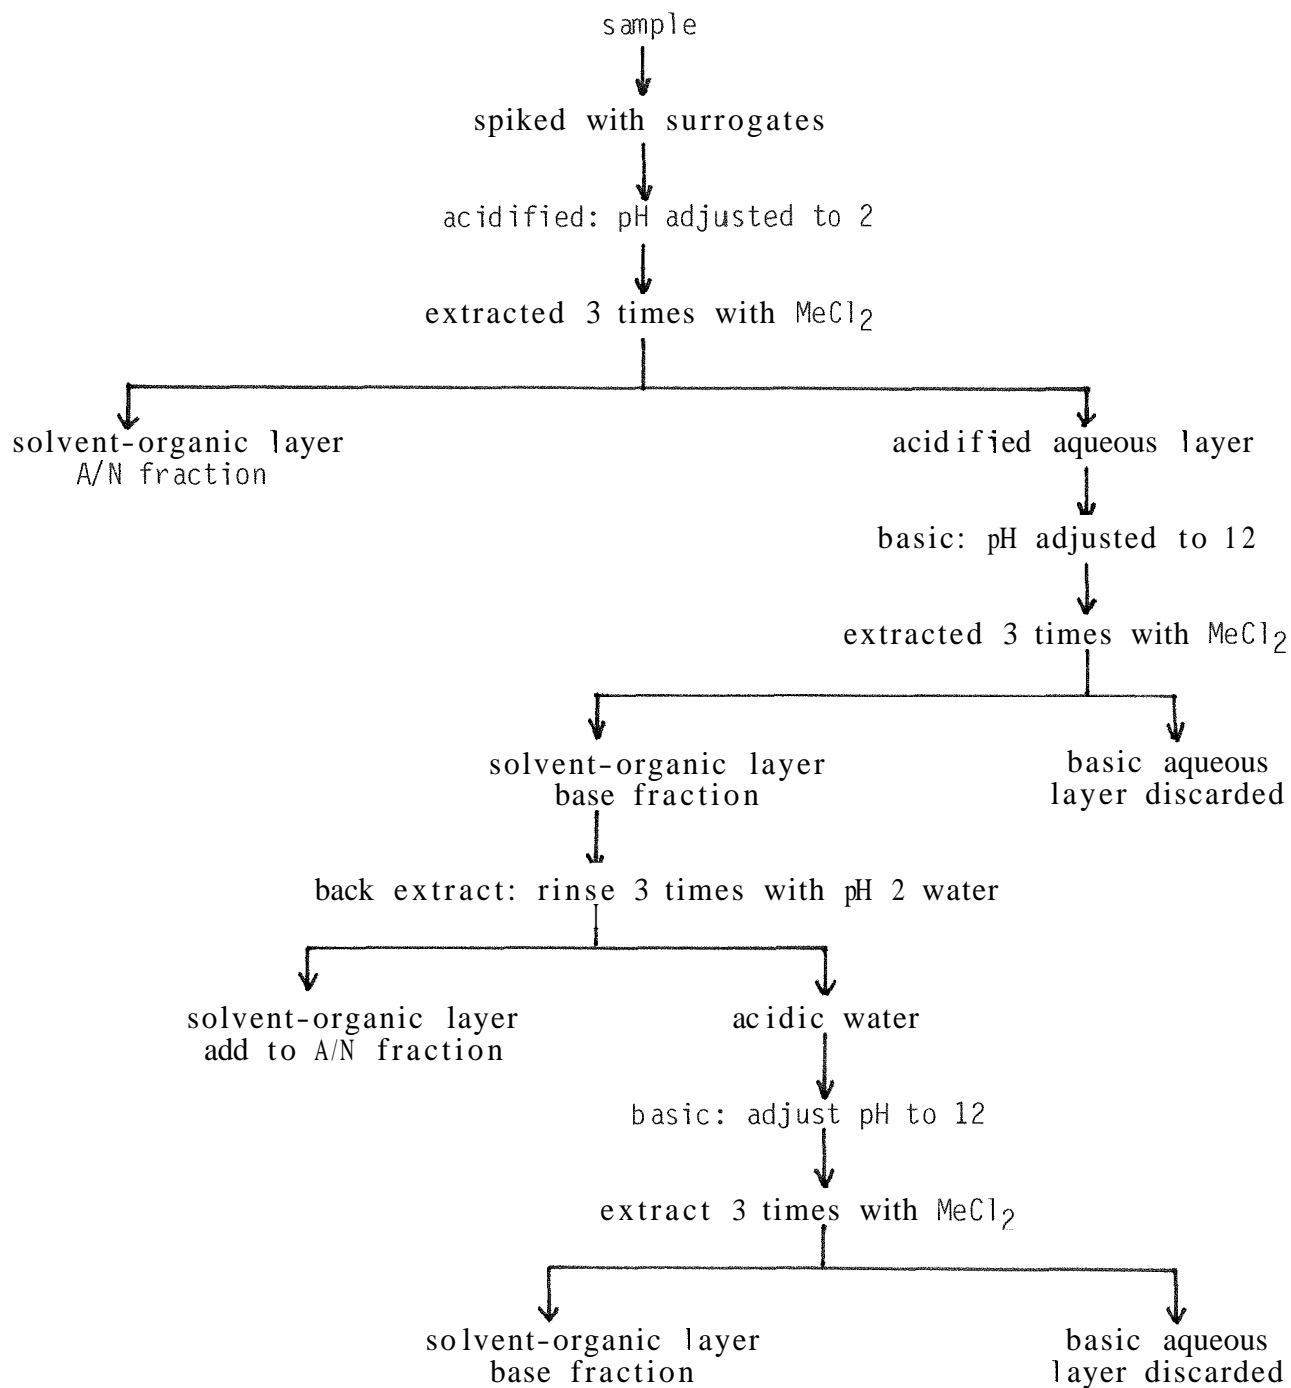 sample
spiked with surrogates
acidified: pH adjusted to 2
extracted 3 times with MeCl2
solvent-organic layer
A/N fraction
acidified aqueous layer
basic: pH adjusted to 12
extracted 3 times with MeCl2
solvent-organic layer
base fraction
basic aqueous
layer discarded
back extract: rinse 3 times with pH 2 water
solvent-organic layer
add to A/N fraction
acidic water
basic: adjust pH to 12
extract 3 times with MeCl2
solvent-organic layer
base fraction
basic aqueous
layer discarded